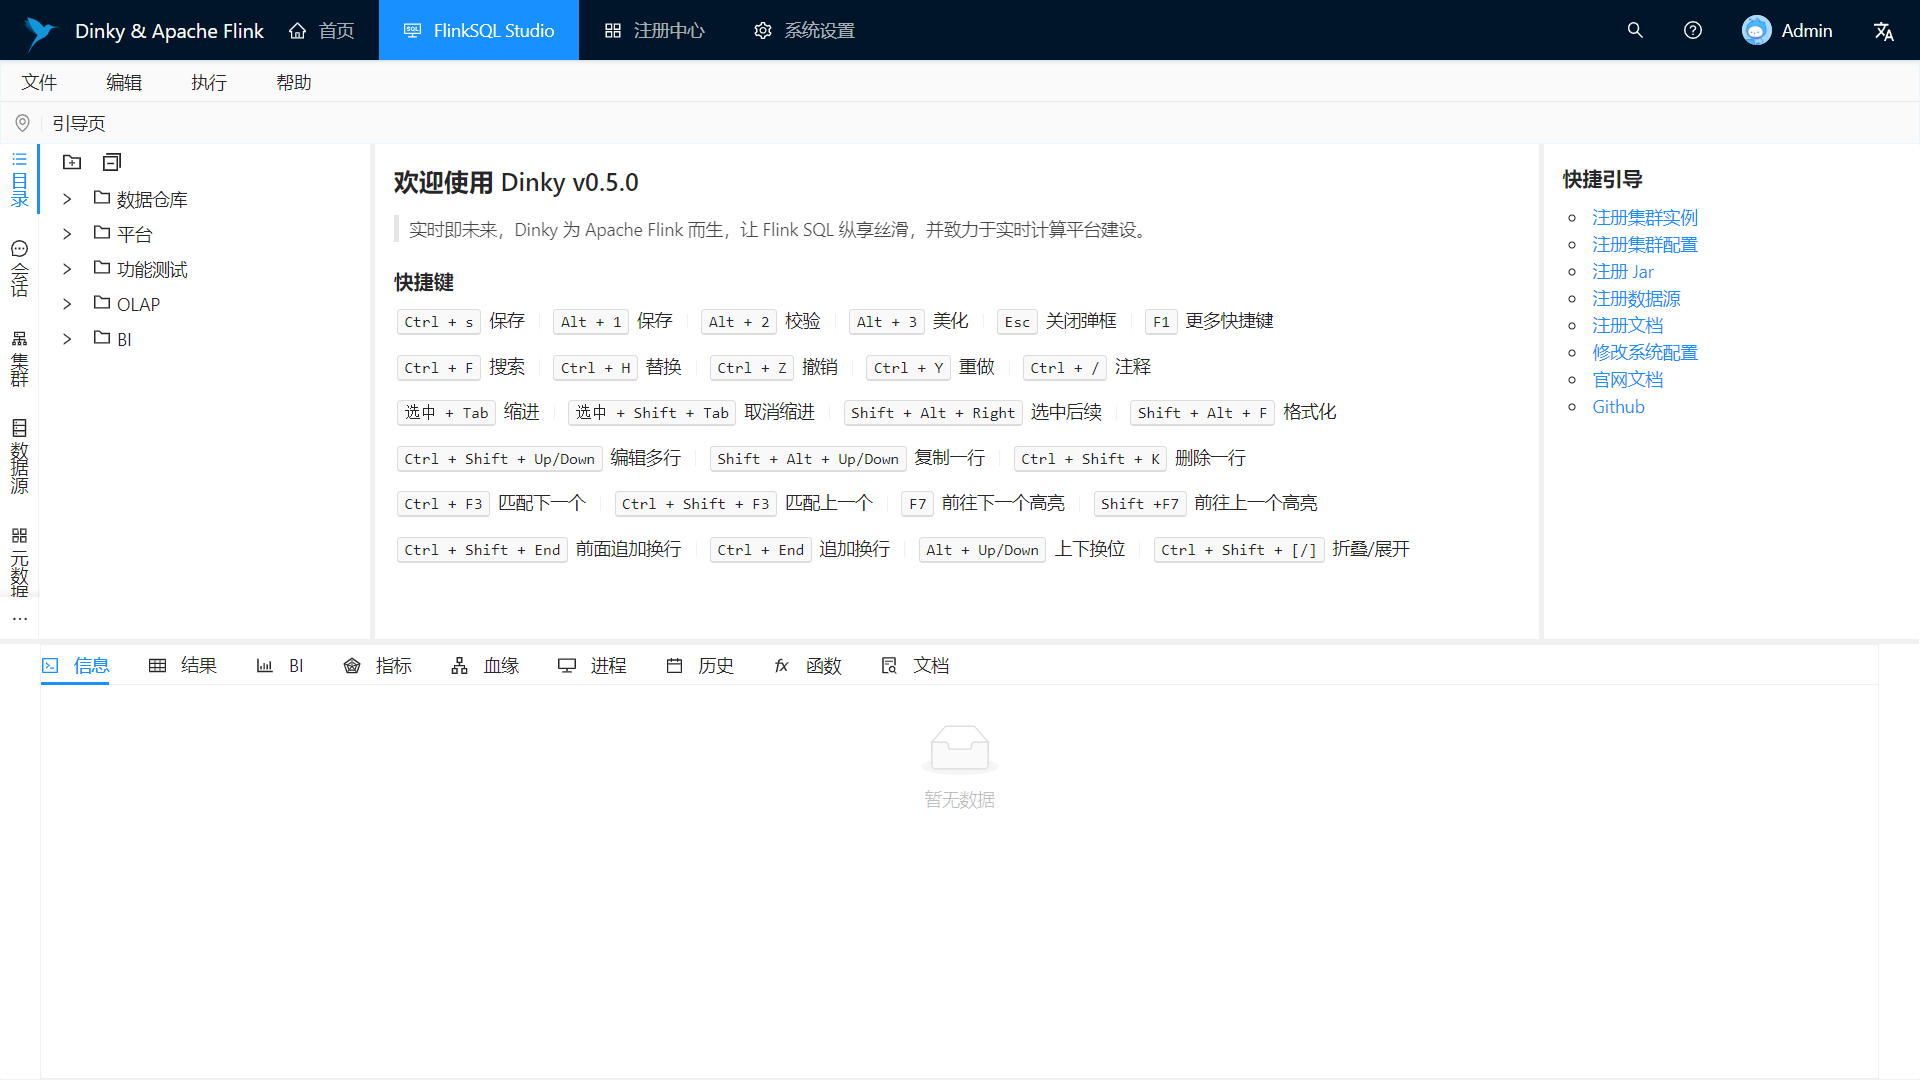 Dinky & Apache Flink 首页 FlinkSQL Studio 注册中心 系统设置 Admin
文件 编辑 执行 帮助
引导页
目录
会话
集群
数据源
元数据
数据仓库
平台
功能测试
OLAP
BI
欢迎使用 Dinky v0.5.0
实时即未来，Dinky 为 Apache Flink 而生，让 Flink SQL 纵享丝滑，并致力于实时计算平台建设。
快捷键
Ctrl + s 保存 Alt + 1 保存 Alt + 2 校验 Alt + 3 美化 Esc 关闭弹框 F1 更多快捷键
Ctrl + F 搜索 Ctrl + H 替换 Ctrl + Z 撤销 Ctrl + Y 重做 Ctrl + / 注释
选中 + Tab 缩进 选中 + Shift + Tab 取消缩进 Shift + Alt + Right 选中后续 Shift + Alt + F 格式化
Ctrl + Shift + Up/Down 编辑多行 Shift + Alt + Up/Down 复制一行 Ctrl + Shift + K 删除一行
Ctrl + F3 匹配下一个 Ctrl + Shift + F3 匹配上一个 F7 前往下一个高亮 Shift +F7 前往上一个高亮
Ctrl + Shift + End 前面追加换行 Ctrl + End 追加换行 Alt + Up/Down 上下换位 Ctrl + Shift + [/] 折叠/展开
快捷引导
注册集群实例
注册集群配置
注册 Jar
注册数据源
注册文档
修改系统配置
官网文档
Github
信息 结果 BI 指标 血缘 进程 历史 函数 文档
暂无数据